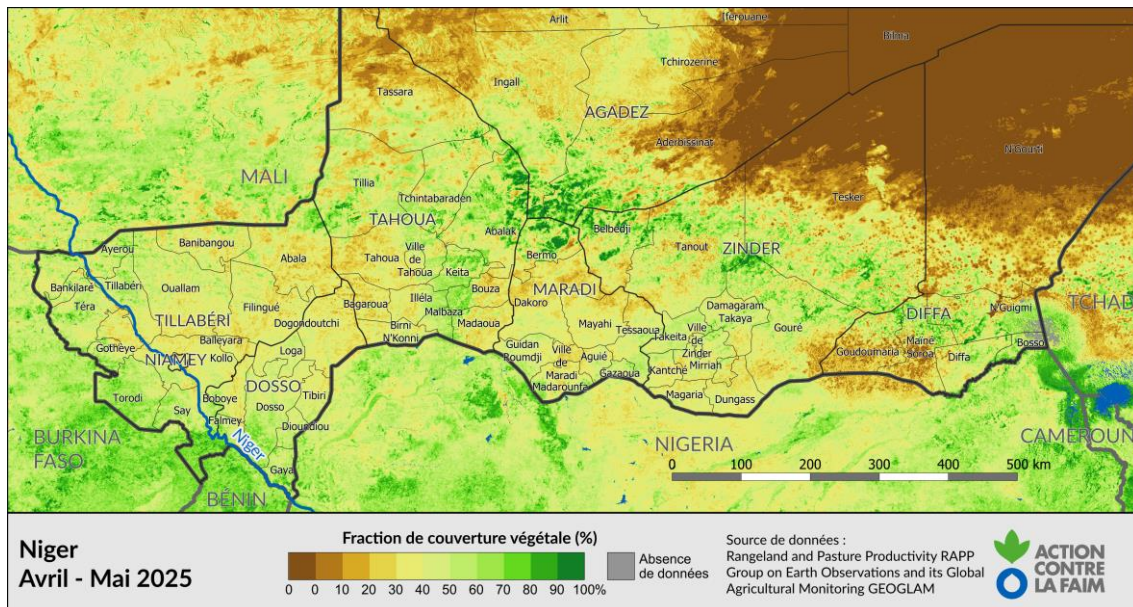 Iférouane
Arlit
Bilma
Tchirozerine
Ingall
Tassara
AGADEZ
Aderbissinat
N'Gourti
MALI
Tillia
Tchintabaraden
Tesker
TAHOUA
Abalak
Belbédji
Ayerou
Banibangou
Abala
Tahoua
Ville
de
Tahoua
Keita
Bermo
Tanout
ZINDER
Bankilaré
Tillabéri
Ouallam
Bouza
MARADI
N'Guigmi
TCHAD
Téra
Filingué
Bagaroua
Illéla
Dakoro
Damagaram
Takaya
DIFFA
TILLABÉRI
Dogondoutchi
Malbaza
Mayahi
Gouré
Balleyara
Birni
N'Konni
Madaoua
Tessaoua
Takeita
Ville
de
Zinder
Maine
soroa
Bosso
Gothèye
NIAMEY
Kollo
Loga
Guidan
Roumdji
Ville
de
Maradi
Aguié
Mirriah
Goudoumaria
Diffa
Torodi
Say
Boboye
DOSSO
Tibiri
Madarounfa
Gazaoua
Kantché
Magaria
Dungass
Dosso
Falmey
Dioundiou
BURKINA
FASO
Niger
Gaya
NIGERIA
CAMEROUN
BÉNIN
0 100 200 300 400 500 km
Niger
Avril - Mai 2025
Fraction de couverture végétale (%)
0 0 10 20 30 40 50 60 70 80 90 100%
Absence
de données
Source de données :
Rangeland and Pasture Productivity RAPP
Group on Earth Observations and its Global
Agricultural Monitoring GEOGLAM
ACTION
CONTRE
LA FAIM